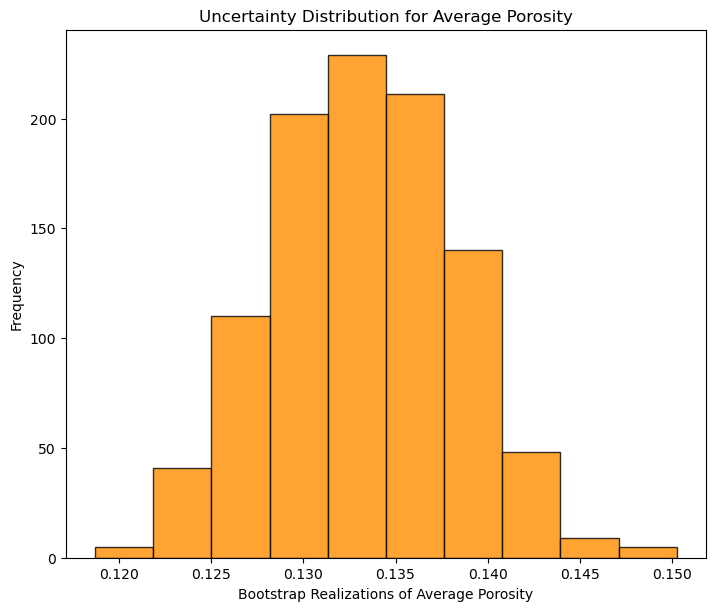 Uncertainty Distribution for Average Porosity
Frequency
200
150
100
50
0
0.120 0.125 0.130 0.135 0.140 0.145 0.150
Bootstrap Realizations of Average Porosity